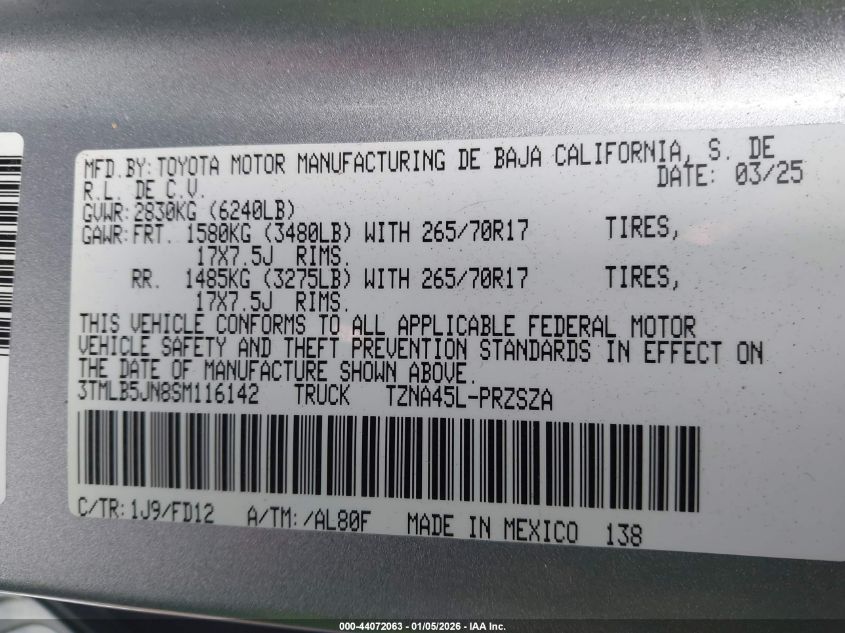 MFD.BY: TOYOTA MOTOR MANUFACTURING DE BAJA CALIFORNIA, S. DE
R.L. DE C.V. DATE: 03/25
GVWR: 2830KG (6240LB)
GAWR: FRT. 1580KG (3480LB) WITH 265/70R17 TIRES,
17X7.5J RIMS.
RR. 1485KG (3275LB) WITH 265/70R17 TIRES,
17X7.5J RIMS.
THIS VEHICLE CONFORMS TO ALL APPLICABLE FEDERAL MOTOR
VEHICLE SAFETY AND THEFT PREVENTION STANDARDS IN EFFECT ON
THE DATE OF MANUFACTURE SHOWN ABOVE.
3TMLB5JN8SM116142 TRUCK TZNA45L-PRZSZA
C/TR: 1J9/FD12 A/TM: /AL80F MADE IN MEXICO 138
000-44072063 - 01/05/2026 - IAA Inc.